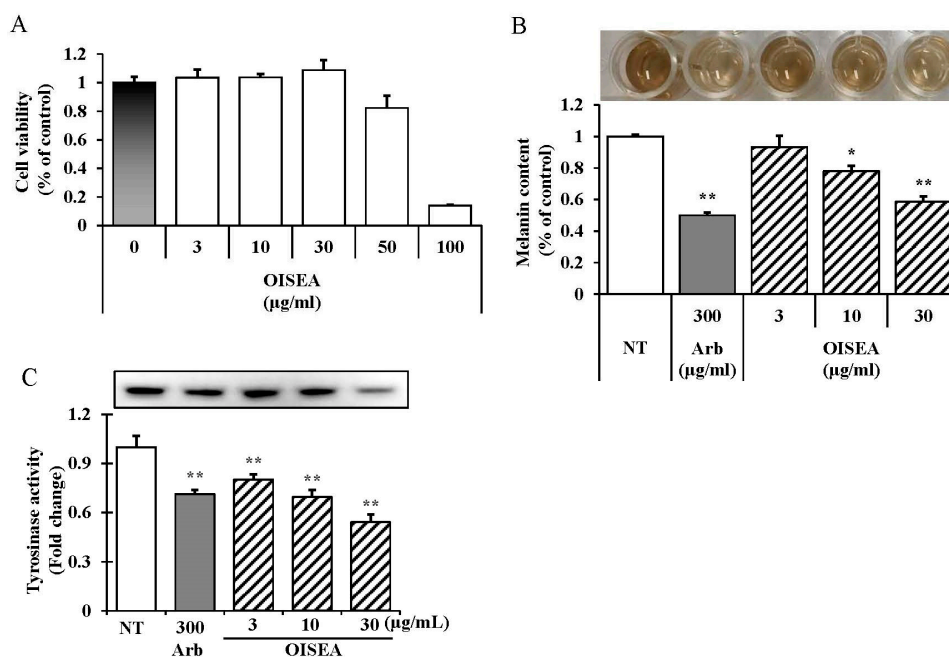 A
Cell viability
(% of control)
1.2
1
0.8
0.6
0.4
0.2
0
0 3 10 30 50 100
OISEA
(µg/ml)
B
Melanin content
(% of control)
1.2
1
0.8
0.6
0.4
0.2
0
** * **
300 3 10 30
NT Arb OISEA
(µg/ml) (µg/ml)
C
Tyrosinase activity
(Fold change)
1.2
0.9
0.6
0.3
0
** ** ** **
NT 300 3 10 30 (µg/mL)
Arb OISEA